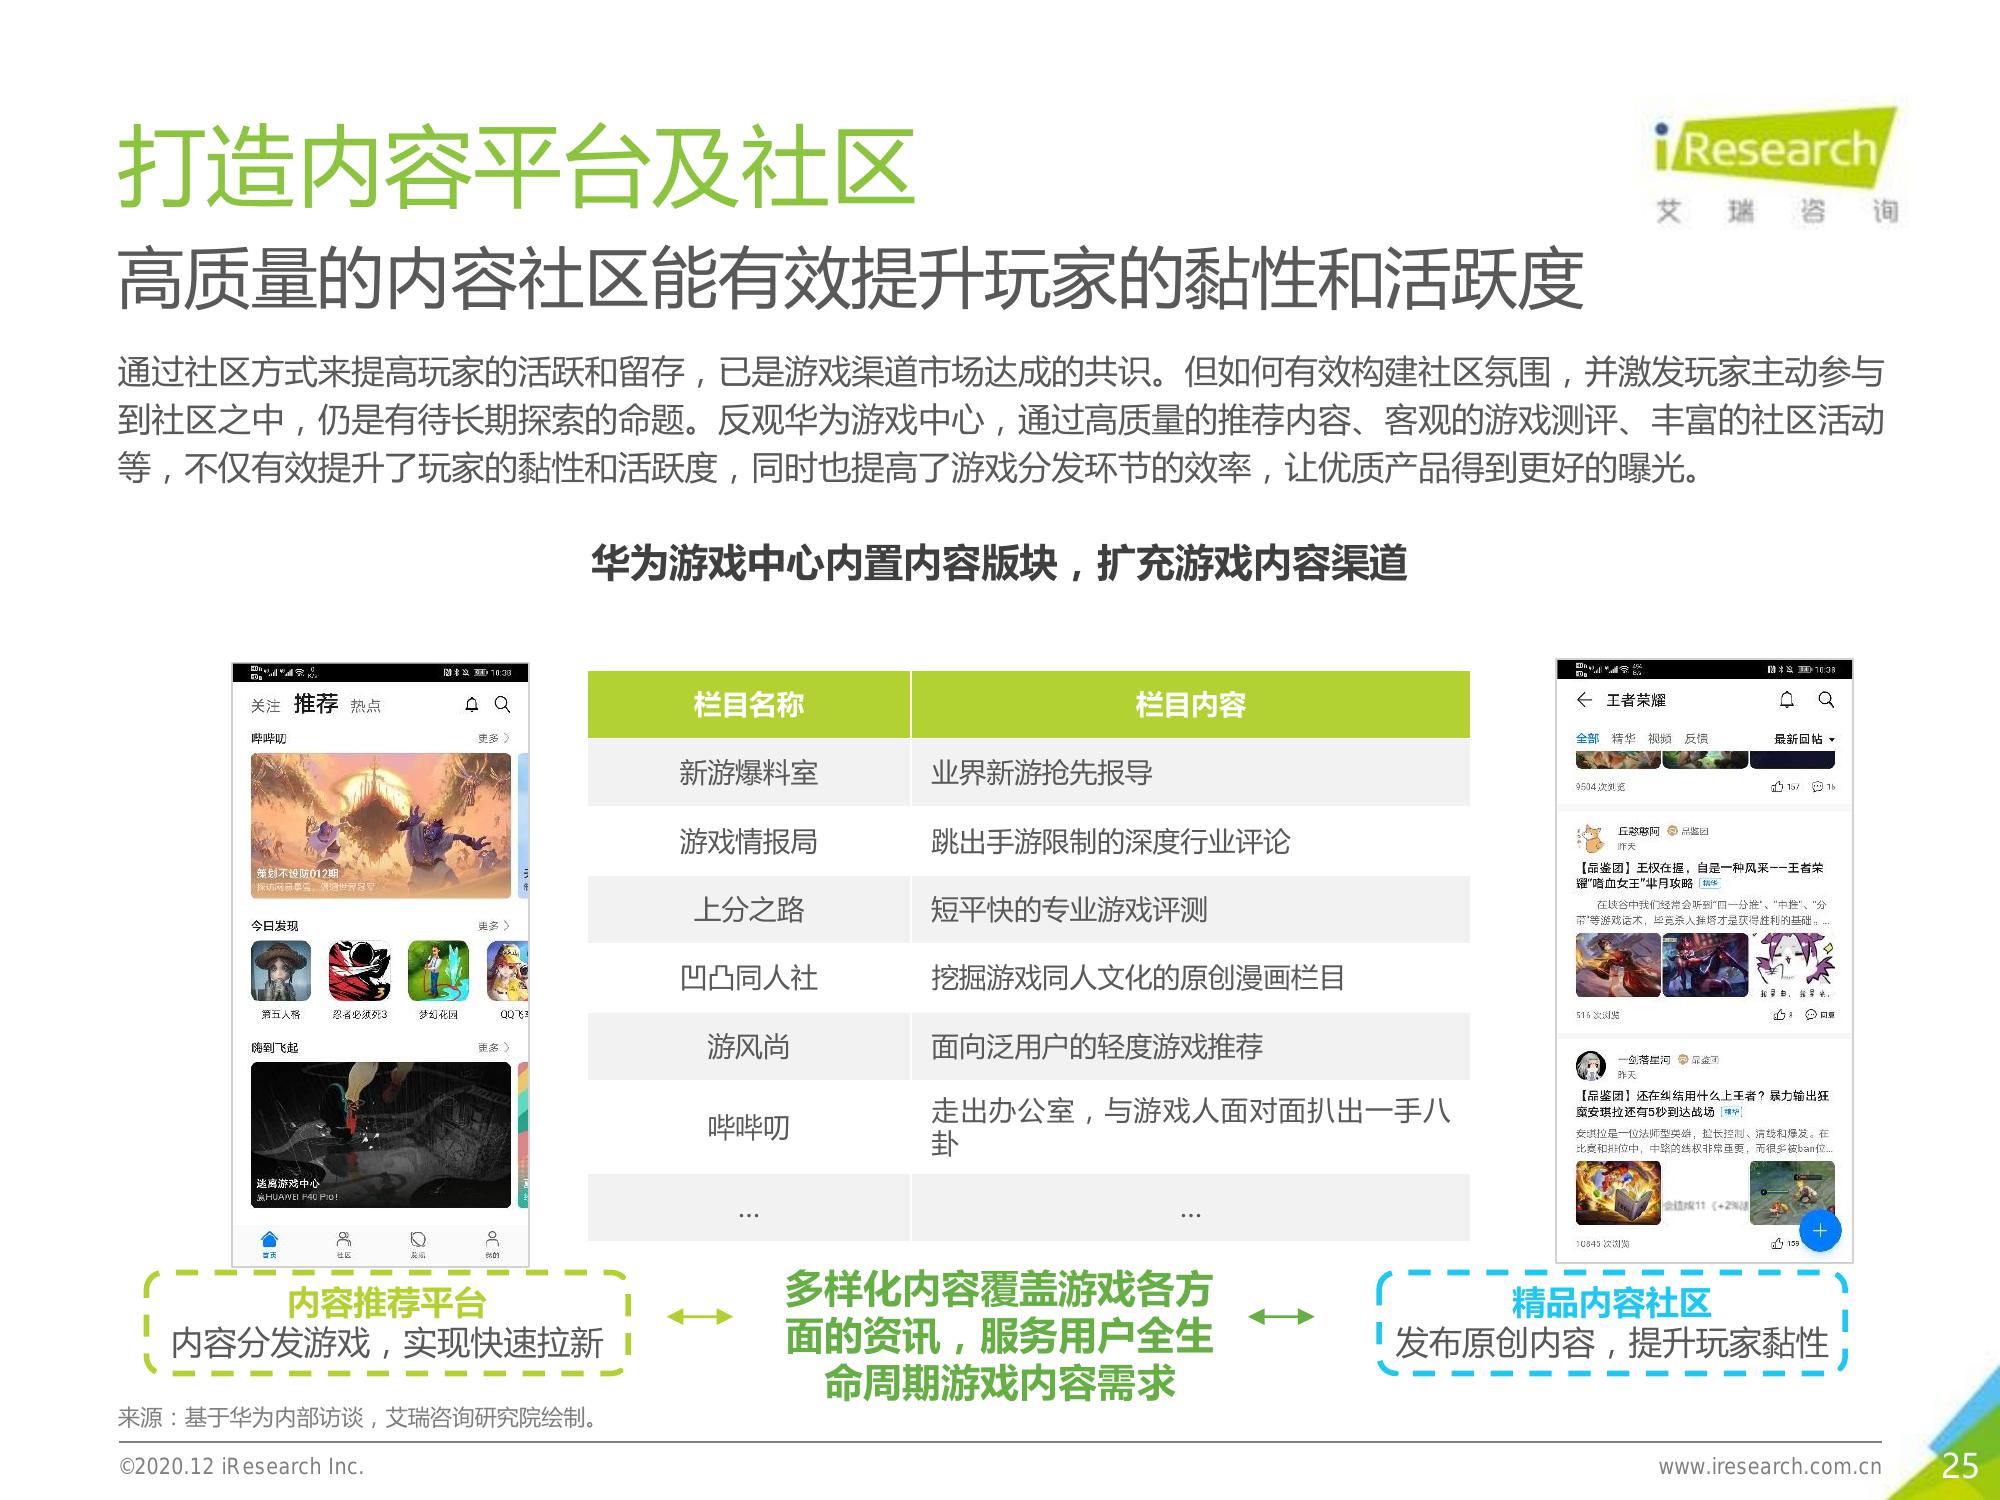 打造内容平台及社区
iResearch
艾 瑞 咨 询
高质量的内容社区能有效提升玩家的黏性和活跃度
通过社区方式来提高玩家的活跃和留存，已是游戏渠道市场达成的共识。但如何有效构建社区氛围，并激发玩家主动参与
到社区之中，仍是有待长期探索的命题。反观华为游戏中心，通过高质量的推荐内容、客观的游戏测评、丰富的社区活动
等，不仅有效提升了玩家的黏性和活跃度，同时也提高了游戏分发环节的效率，让优质产品得到更好的曝光。
华为游戏中心内置内容版块，扩充游戏内容渠道
10:38
关注 推荐 热点
哔哔叨 更多
策划不设防012期
今日发现 更多
第五人格 忍者必须死3 梦幻花园 QQ飞车
嗨到飞起 更多
逃离游戏中心
赢HUAWEI P40 Pro!
首页 社区 我的
栏目名称 栏目内容
新游爆料室 业界新游抢先报导
游戏情报局 跳出手游限制的深度行业评论
上分之路 短平快的专业游戏评测
凹凸同人社 挖掘游戏同人文化的原创漫画栏目
游风尚 面向泛用户的轻度游戏推荐
哔哔叨 走出办公室，与游戏人面对面扒出一手八
卦
... ...
10:38
王者荣耀
全部 精华 视频 反馈 最新回帖
9504次浏览 157
丘憨憨阿 品鉴团
昨天
【品鉴团】王权在握，自是一种风来——王者荣
耀“嗜血女王”芈月攻略 精华
在峡谷中我们经常会听到“四一分推”、“中推”、“分
带”等游戏话术，毕竟杀人推塔才是获得胜利的基础。...
516次浏览 8 回复
一剑落星河 品鉴团
昨天
【品鉴团】还在纠结用什么上王者？暴力输出狂
魔安琪拉还有5秒到达战场 精华
安琪拉是一位法师型英雄，擅长控制、清线和爆发。在
比赛和排位中，中路的线权非常重要，而很多被ban位...
10845次浏览 159
内容推荐平台
内容分发游戏，实现快速拉新
多样化内容覆盖游戏各方
面的资讯，服务用户全生
命周期游戏内容需求
精品内容社区
发布原创内容，提升玩家黏性
来源：基于华为内部访谈，艾瑞咨询研究院绘制。
©2020.12 iResearch Inc.
www.iresearch.com.cn
25